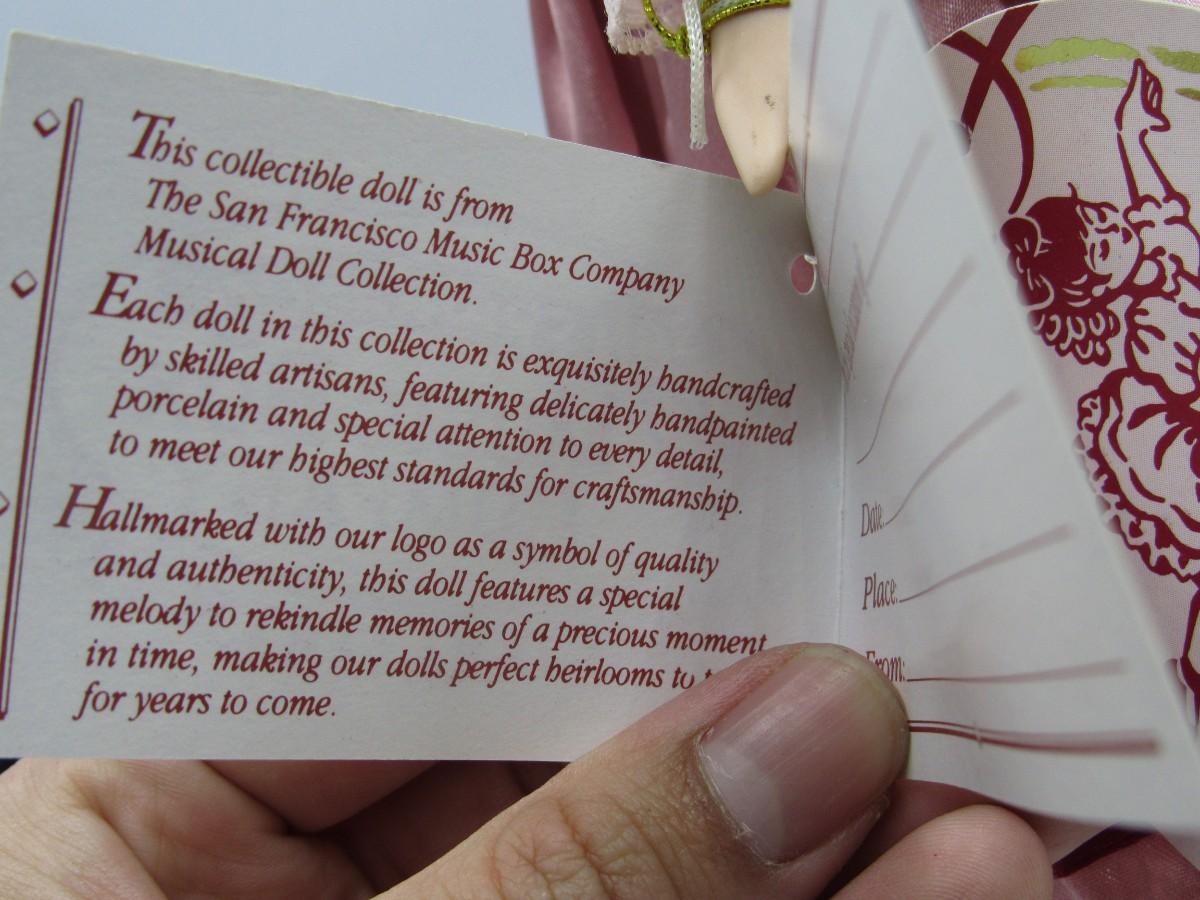 This collectible doll is from
The San Francisco Music Box Company
Musical Doll Collection.
Each doll in this collection is exquisitely handcrafted
by skilled artisans, featuring delicately handpainted
porcelain and special attention to every detail,
to meet our highest standards for craftsmanship.
Hallmarked with our logo as a symbol of quality
and authenticity, this doll features a special
melody to rekindle memories of a precious moment
in time, making our dolls perfect heirlooms to
for years to come.
Date:
Place:
From: